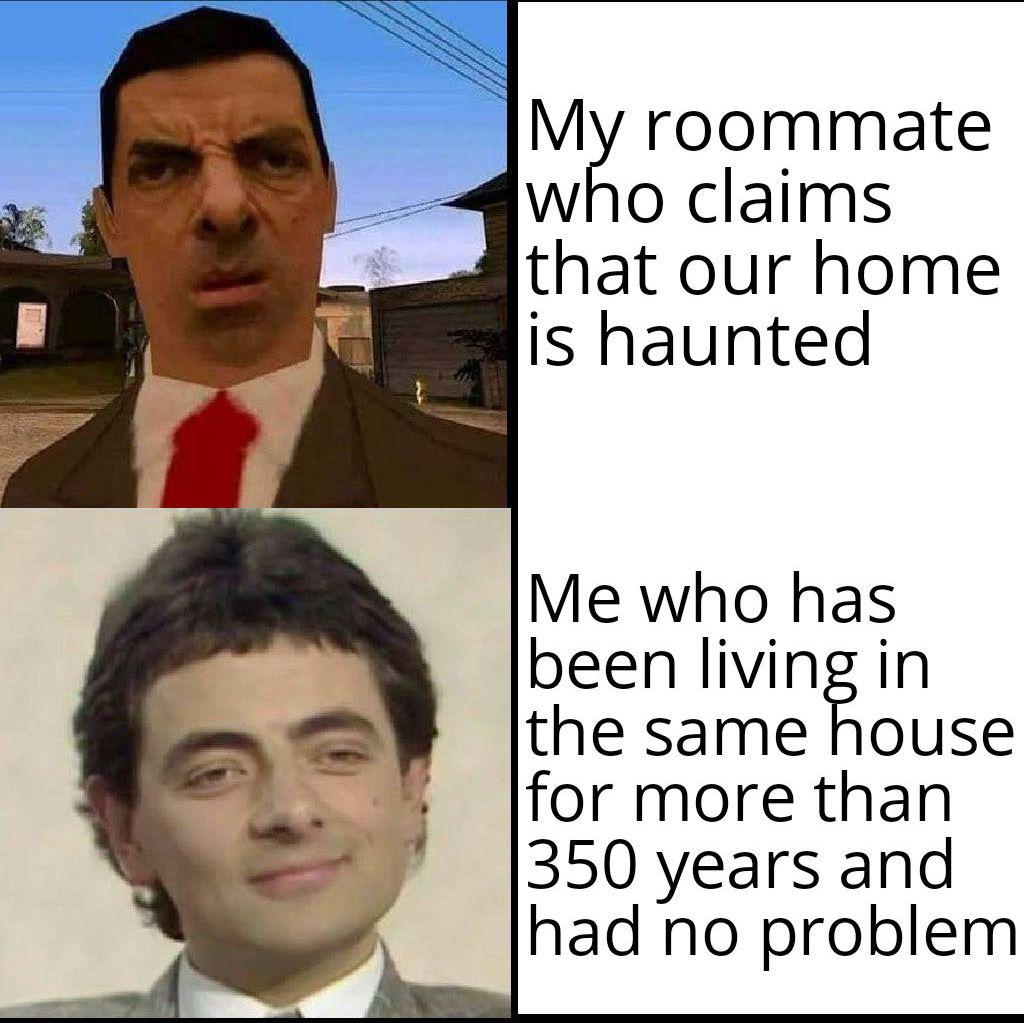 My roommate
who claims
that our home
is haunted
Me who has
been living in
the same house
for more than
350 years and
had no problem